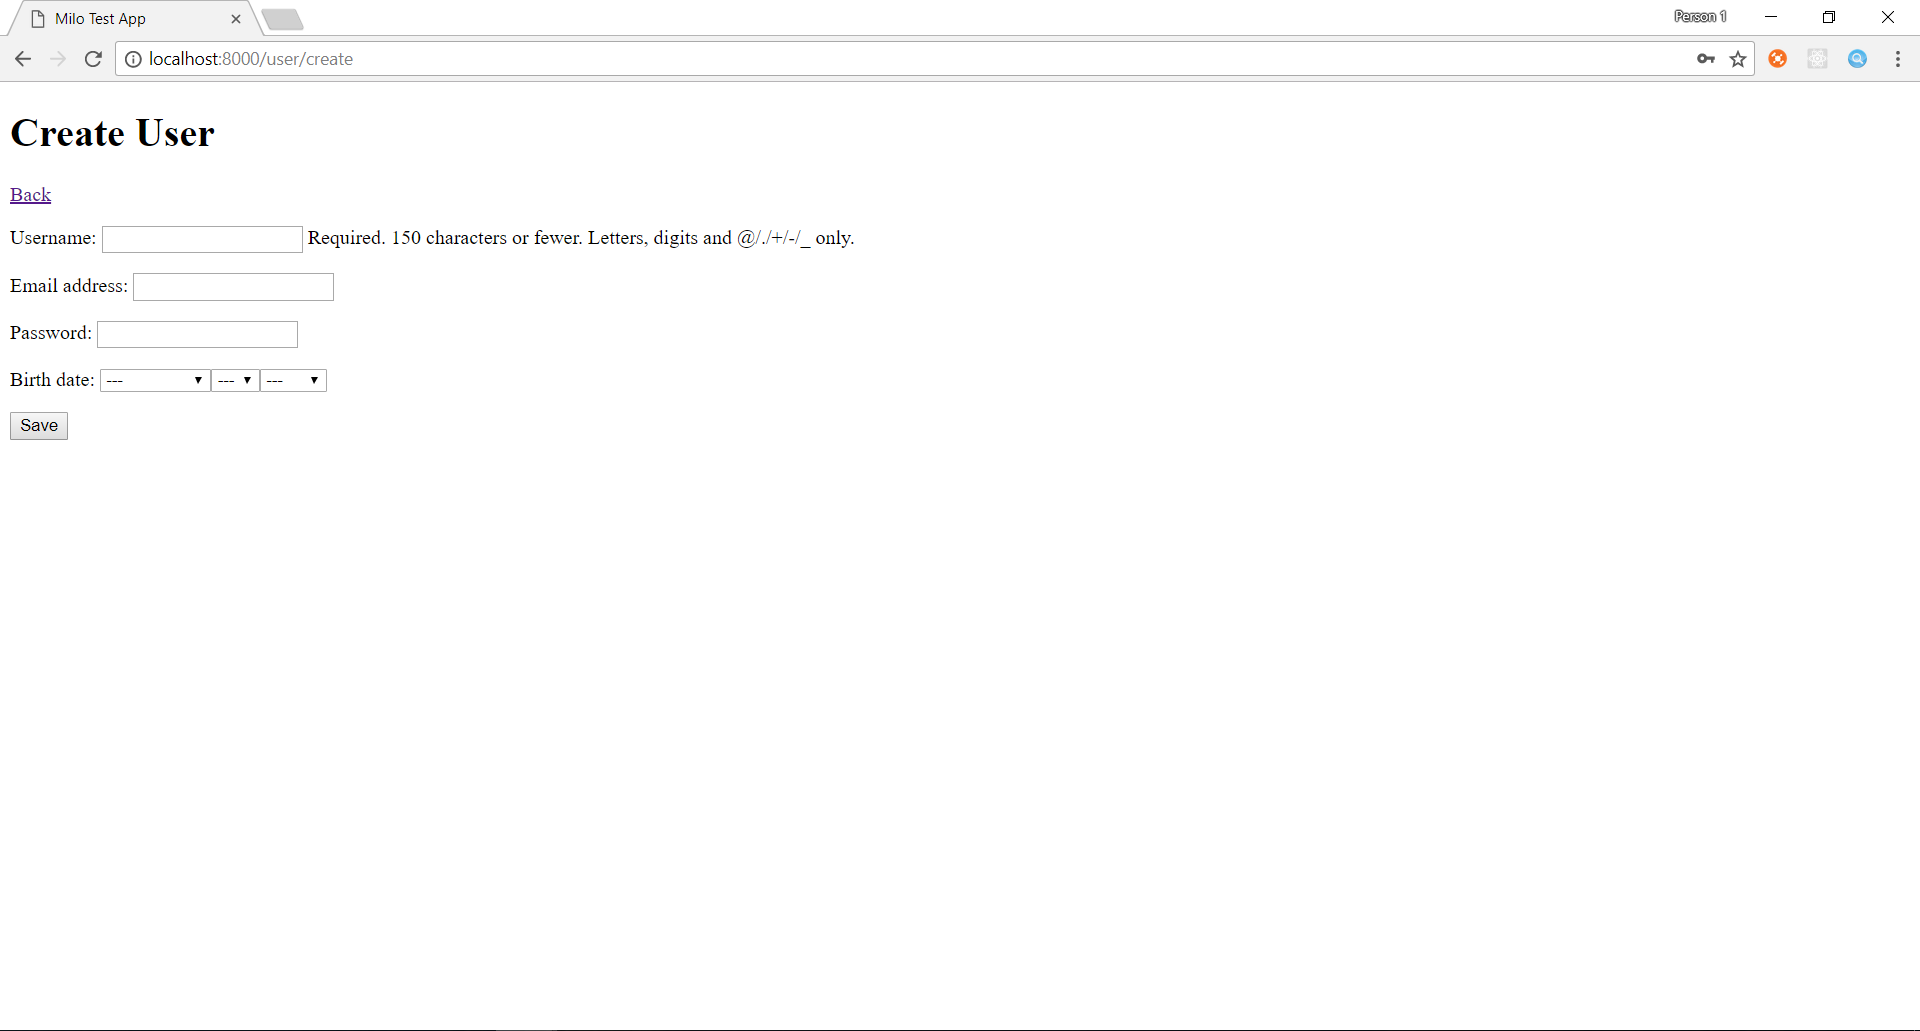 Milo Test App
Person 1
localhost:8000/user/create
Create User
Back
Username: Required. 150 characters or fewer. Letters, digits and @/./+/-/_ only.
Email address:
Password:
Birth date: --- --- ---
Save